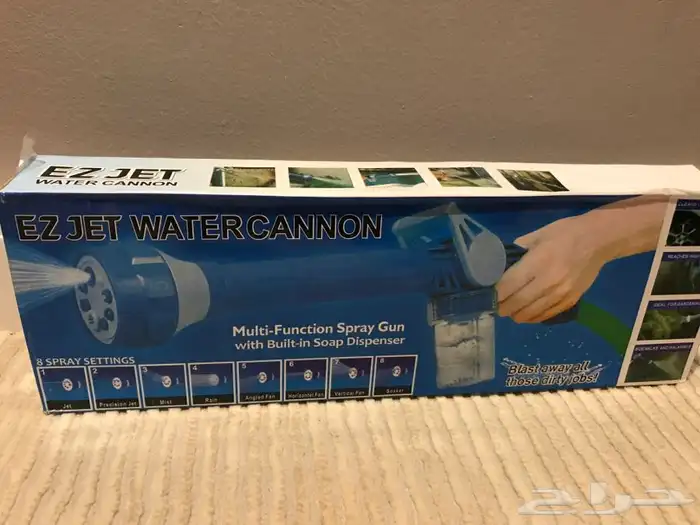 EZ JET
WATER CANNON
EZ JET WATER CANNON
Multi-Function Spray Gun
with Built-in Soap Dispenser
8 SPRAY SETTINGS
1 2 3 4 5 6 7 8
Jet Precision Jet Mist Rain Angled Fan Horizontal Fan Vertical Fan Soaker
Blast away all
those dirty jobs!
REACHES HIGH
حراج